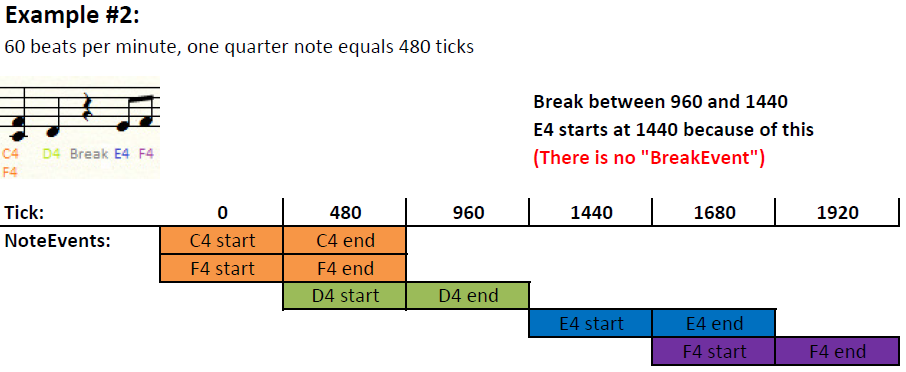 Example #2:
60 beats per minute, one quarter note equals 480 ticks
Break between 960 and 1440
E4 starts at 1440 because of this
(There is no "BreakEvent")
C4 D4 Break E4 F4
F4
Tick: 0 480 960 1440 1680 1920
NoteEvents: C4 start C4 end
F4 start F4 end
D4 start D4 end
E4 start E4 end
F4 start F4 end